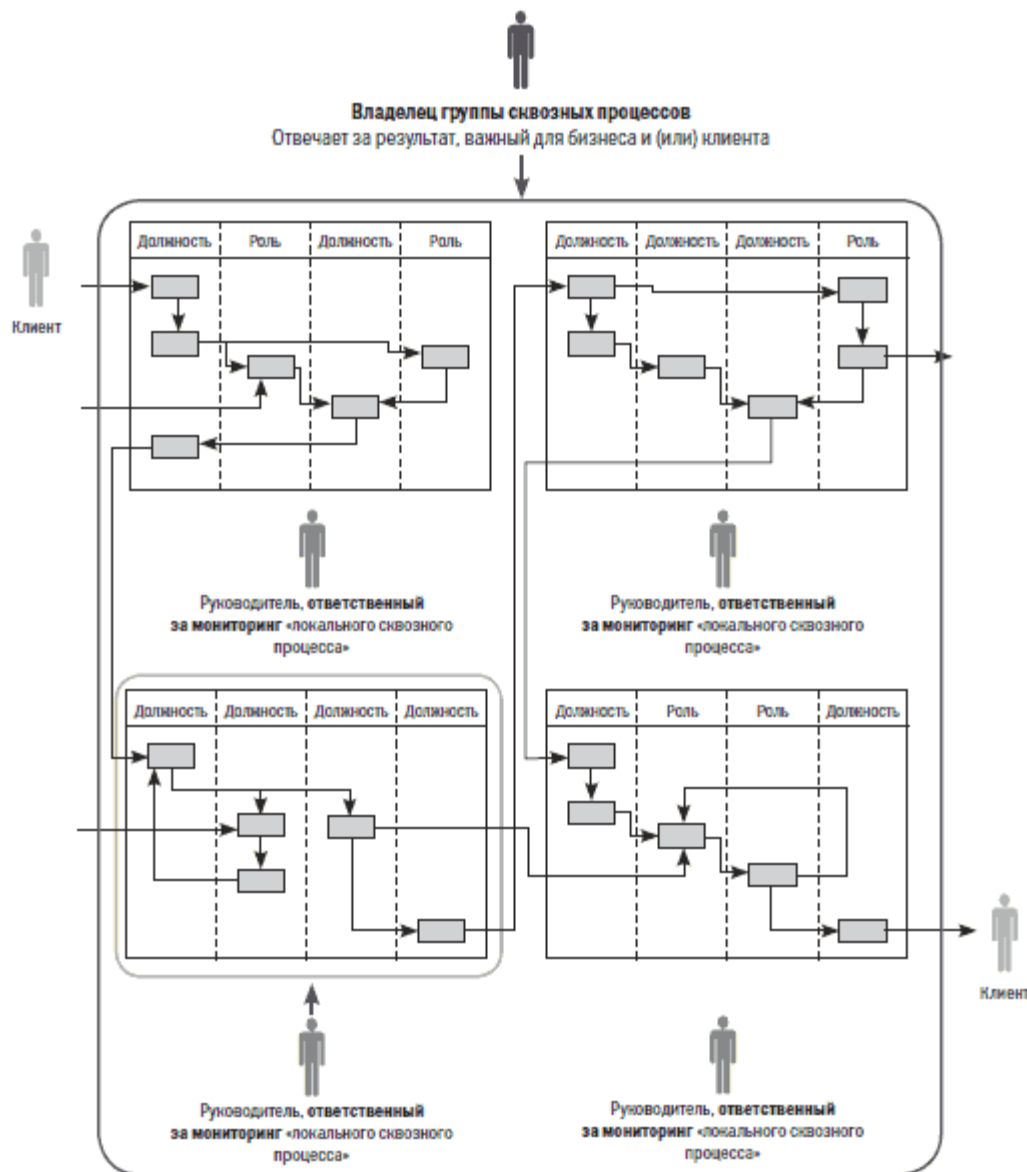 Владелец группы сквозных процессов
Отвечает за результат, важный для бизнеса и (или) клиента
Клиент
Должность Роль Должность Роль
Должность Должность Должность Роль
Руководитель, ответственный
за мониторинг «локального сквозного
процесса»
Руководитель, ответственный
за мониторинг «локального сквозного
процесса»
Должность Должность Должность Должность
Должность Роль Роль Должность
Клиент
Руководитель, ответственный
за мониторинг «локального сквозного
процесса»
Руководитель, ответственный
за мониторинг «локального сквозного
процесса»